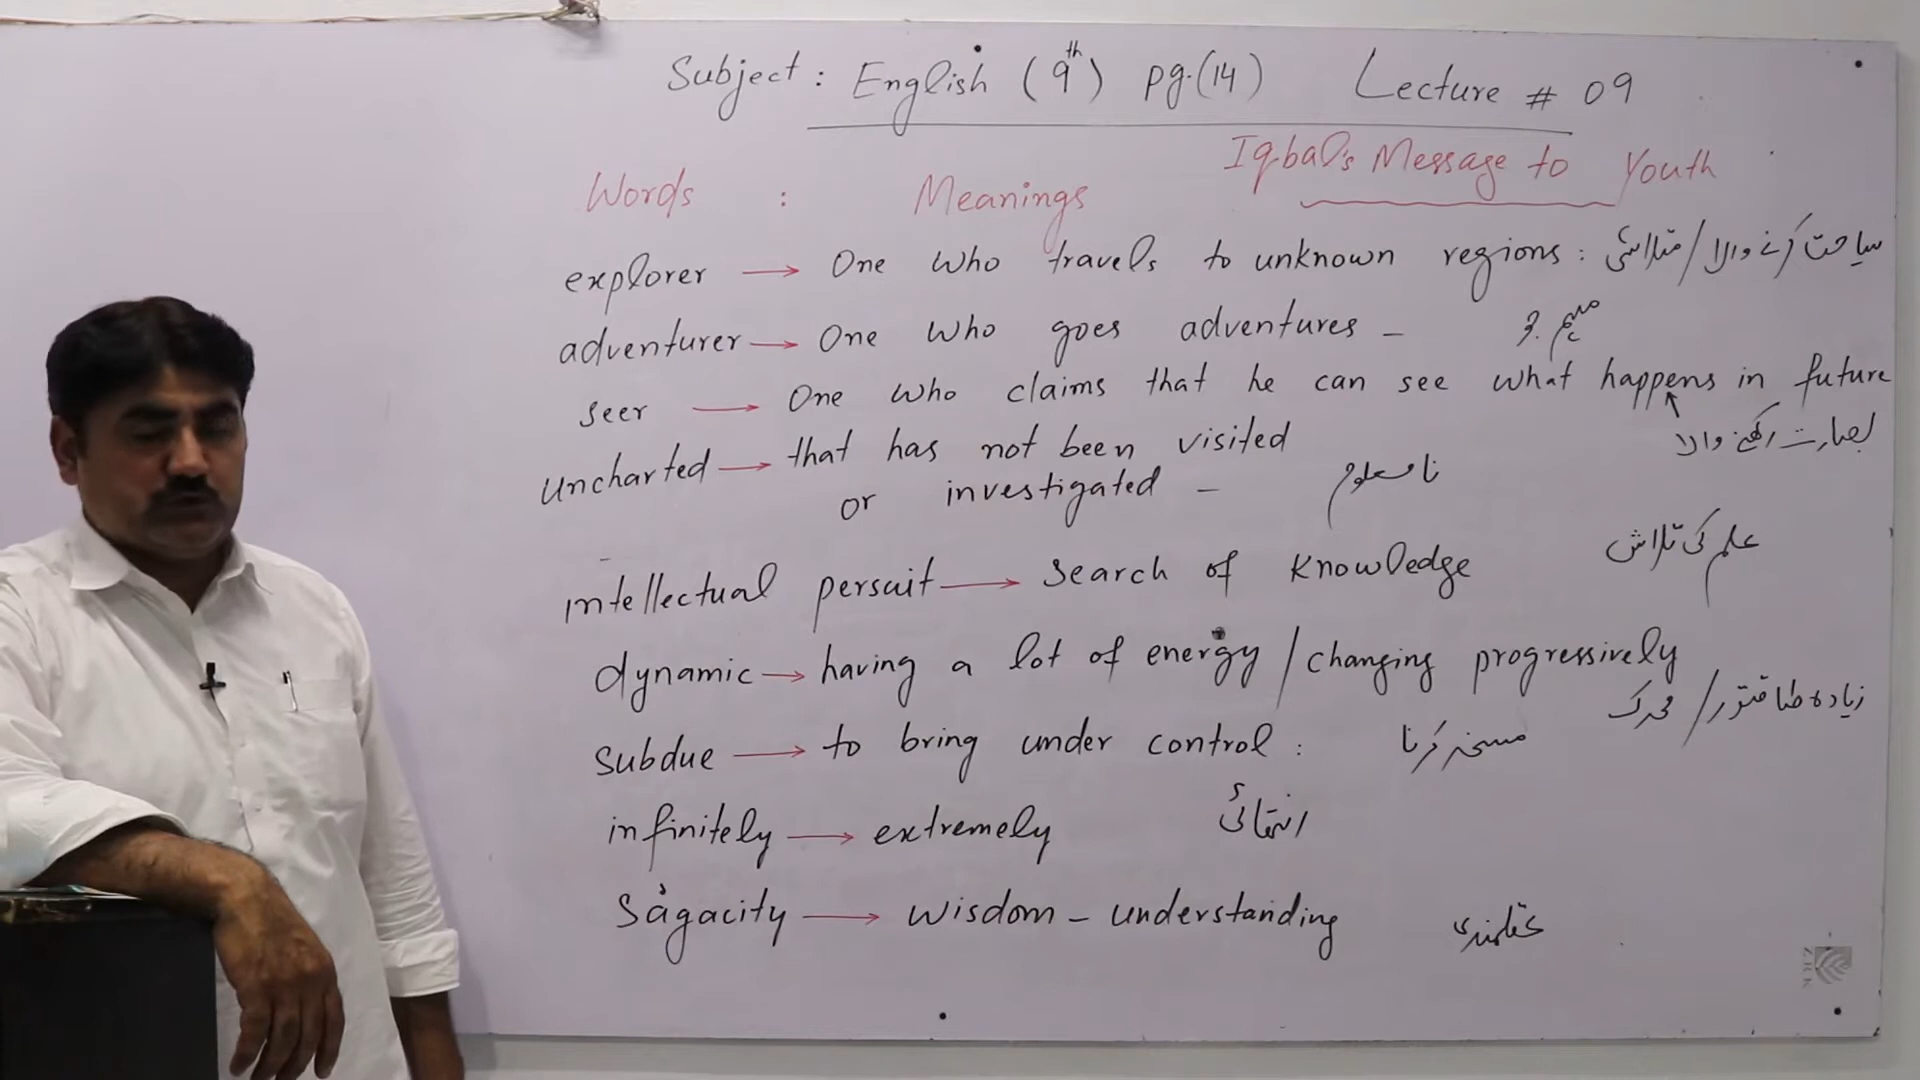 Subject: English (9th) pg.(14) Lecture # 09
Iqbal's Message to Youth
Words : Meanings
explorer → One who travels to unknown regions: سیاحت کرنے والا / متلاشی
adventurer → One who goes adventures - مہم جو
seer → One who claims that he can see what happens in future
بصارت رکھنے والا
uncharted → that has not been visited
or investigated - نامعلوم
intellectual persuit → search of knowledge علم کی تلاش
dynamic → having a lot of energy / changing progressively
زیادہ طاقتور / محرک
subdue → to bring under control: مسخر کرنا
infinitely → extremely انتہائی
sagacity → wisdom - understanding عقلمندی